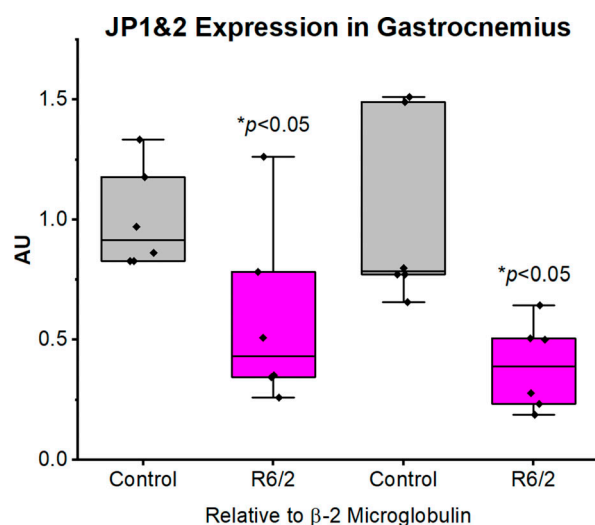 JP1&2 Expression in Gastrocnemius
1.5
*p<0.05
1.0
AU
*p<0.05
0.5
0.0
Control R6/2 Control R6/2
Relative to β-2 Microglobulin